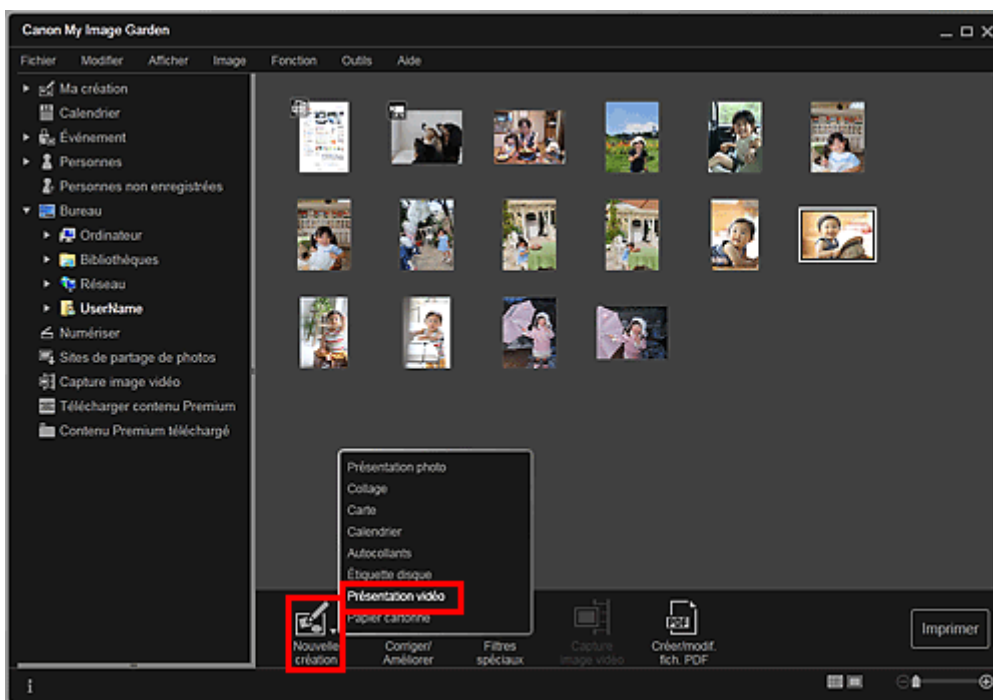 Canon My Image Garden
Fichier Modifier Afficher Image Fonction Outils Aide
Ma création
Calendrier
Événement
Personnes
Personnes non enregistrées
Bureau
Ordinateur
Bibliothèques
Réseau
UserName
Numériser
Sites de partage de photos
Capture image vidéo
Télécharger contenu Premium
Contenu Premium téléchargé
Présentation photo
Collage
Carte
Calendrier
Autocollants
Étiquette disque
Présentation vidéo
Papier cartonné
Nouvelle
création
Corriger/
Améliorer
Filtres
spéciaux
Capture
image vidéo
PDF
Créer/modif.
fich. PDF
Imprimer